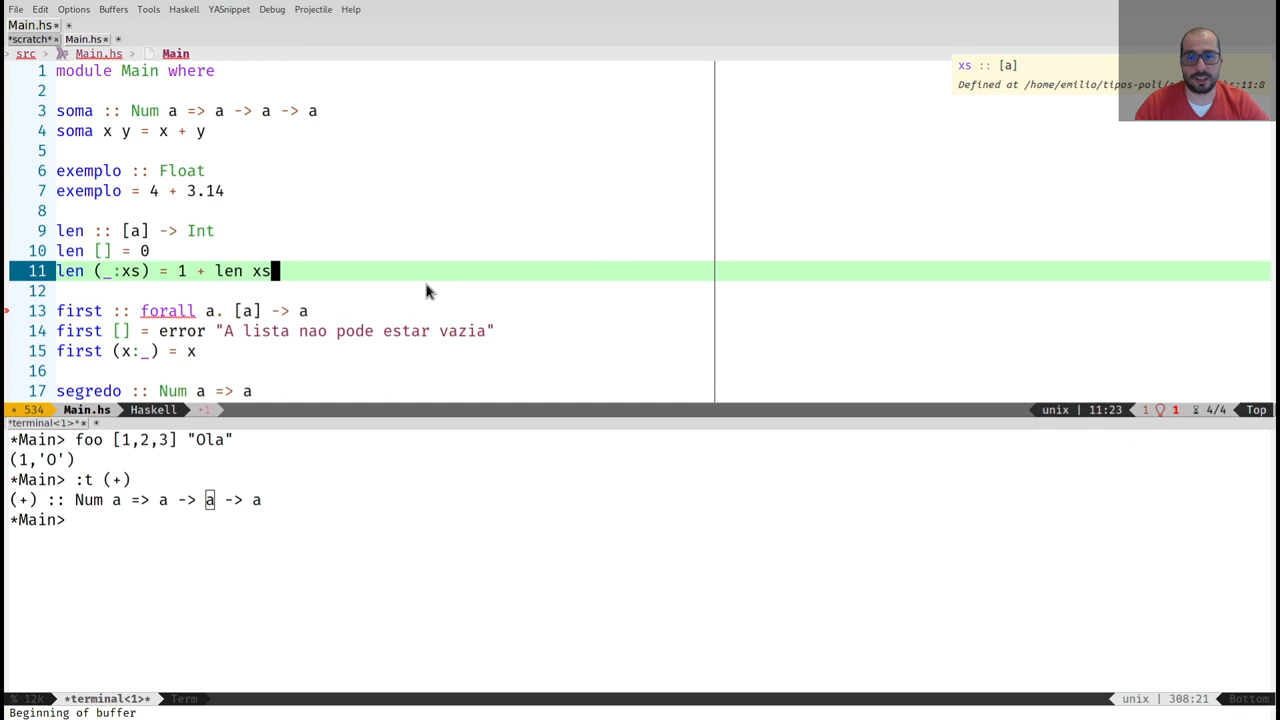 File Edit Options Buffers Tools Haskell YASnippet Debug Projectile Help
Main.hs
*scratch* Main.hs
src > Main.hs > Main
1 module Main where
2
3 soma :: Num a => a -> a -> a
4 soma x y = x + y
5
6 exemplo :: Float
7 exemplo = 4 + 3.14
8
9 len :: [a] -> Int
10 len [] = 0
11 len (_:xs) = 1 + len xs
12
13 first :: forall a. [a] -> a
14 first [] = error "A lista nao pode estar vazia"
15 first (x:_) = x
16
17 segredo :: Num a => a
xs :: [a]
Defined at /home/emilio/tipos-poli/
534 Main.hs Haskell •1 unix | 11:23 1 1 4/4 Top
*terminal<1>*
*Main> foo [1,2,3] "Ola"
(1,'O')
*Main> :t (+)
(+) :: Num a => a -> a -> a
*Main>
% 12k *terminal<1>* Term unix | 308:21 Bottom
Beginning of buffer